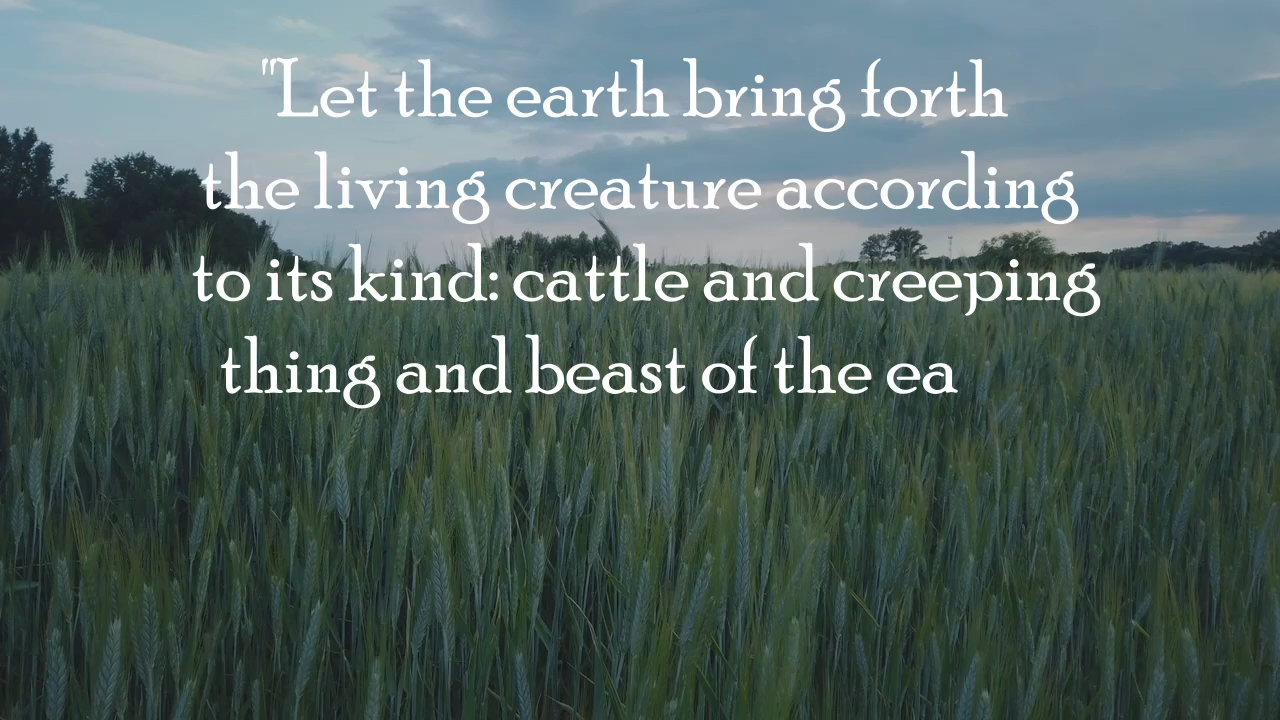 "Let the earth bring forth
the living creature according
to its kind: cattle and creeping
thing and beast of the ea